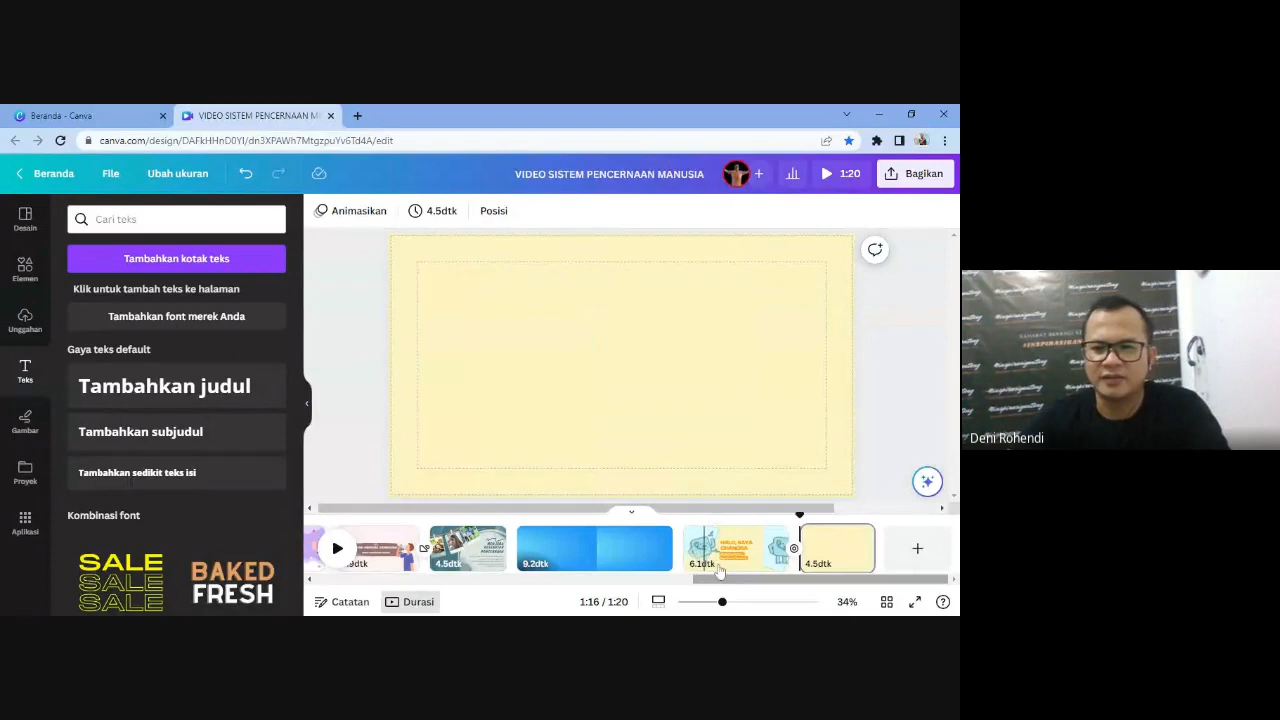 Beranda - Canva
VIDEO SISTEM PENCERNAAN M
canva.com/design/DAFkHHnD0YI/dn3XPAWh7MtgzpuYv6Td4A/edit
Beranda
File
Ubah ukuran
VIDEO SISTEM PENCERNAAN MANUSIA
1:20
Bagikan
Desain
Elemen
Unggahan
Teks
Gambar
Proyek
Aplikasi
Cari teks
Tambahkan kotak teks
Klik untuk tambah teks ke halaman
Tambahkan font merek Anda
Gaya teks default
Tambahkan judul
Tambahkan subjudul
Tambahkan sedikit teks isi
Kombinasi font
SALE
SALE
SALE
BAKED
FRESH
Animasikan
4.5dtk
Posisi
4.5dtk
9.2dtk
HALO, SAYA
CHANDRA
6.1dtk
4.5dtk
Catatan
Durasi
1:16 / 1:20
34%
Deni Rohendi